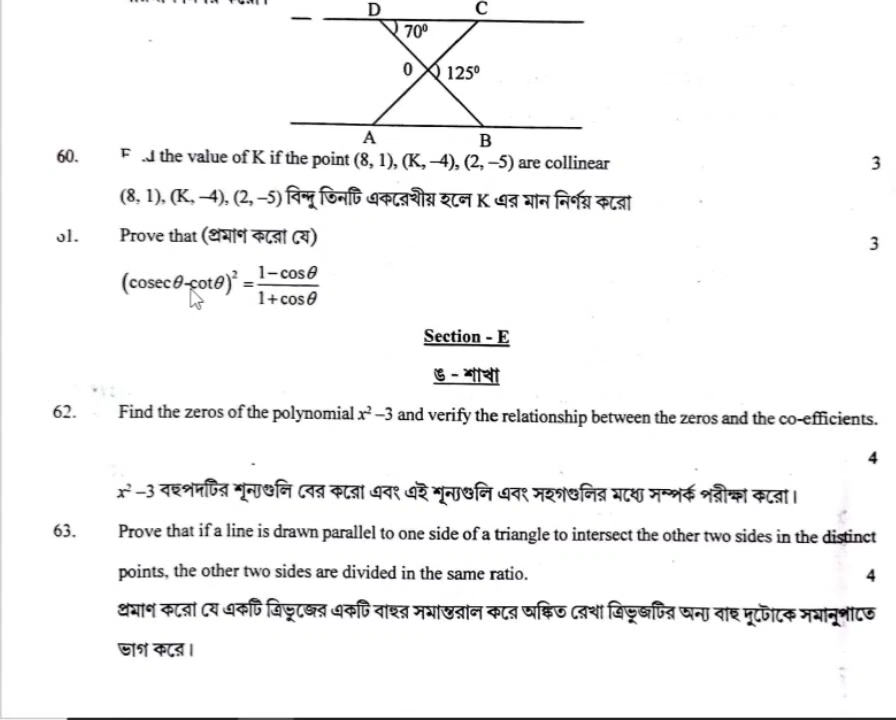 D C
70⁰
0 125⁰
A B
60. the value of K if the point (8, 1), (K, –4), (2, –5) are collinear 3
(8, 1), (K, –4), (2, –5) বিন্দু তিনটি একরেখীয় হলে K এর মান নির্ণয় করো
Prove that (প্রমাণ করো যে) 3
(cosecθ-cotθ)² = (1-cosθ)/(1+cosθ)
Section - E
ঙ - শাখা
62. Find the zeros of the polynomial x² –3 and verify the relationship between the zeros and the co-efficients.
4
x² –3 বহুপদটির শূন্যগুলি বের করো এবং এই শূন্যগুলি এবং সহগগুলির মধ্যে সম্পর্ক পরীক্ষা করো।
63. Prove that if a line is drawn parallel to one side of a triangle to intersect the other two sides in the distinct
points, the other two sides are divided in the same ratio. 4
প্রমাণ করো যে একটি ত্রিভুজের একটি বাহুর সমান্তরাল করে অঙ্কিত রেখা ত্রিভুজটির অন্য বাহু দুটোকে সমানুপাতে
ভাগ করে।